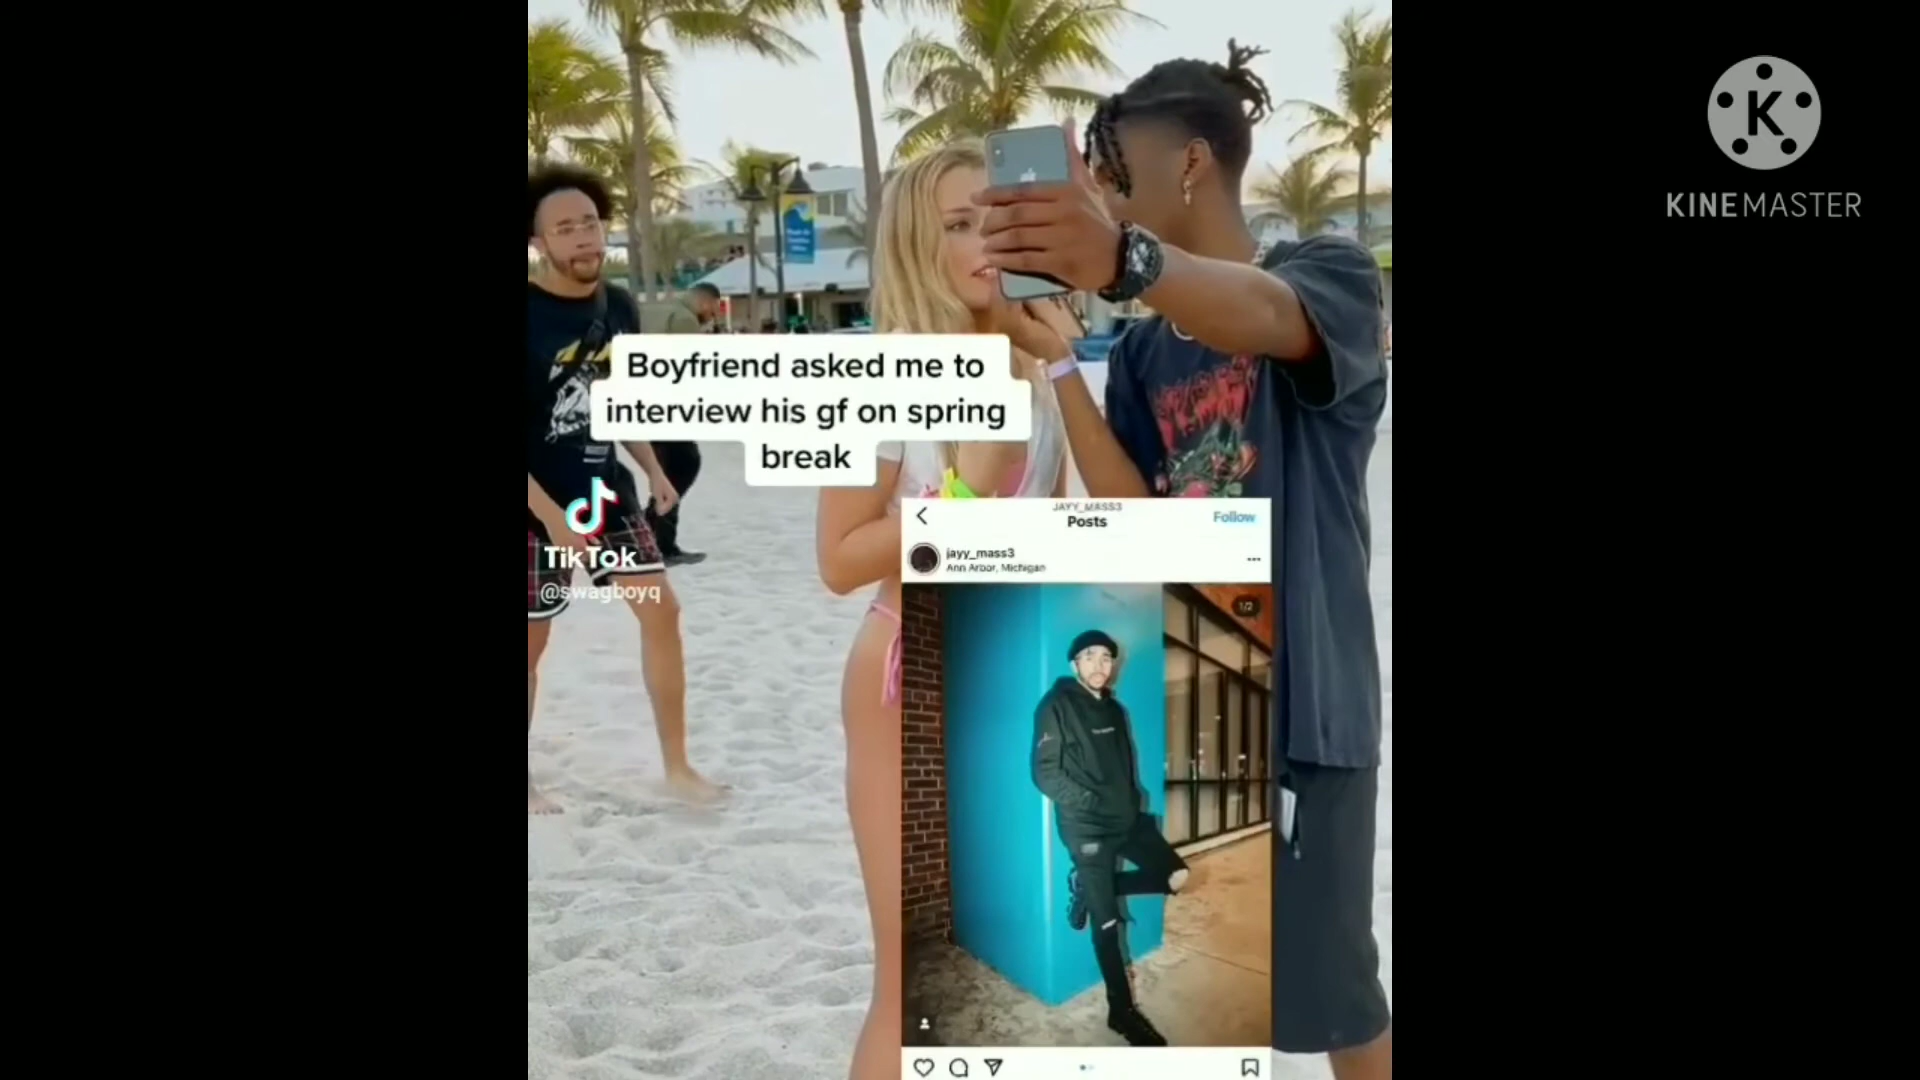 KINEMASTER
Boyfriend asked me to
interview his gf on spring
break
JAYY_MASS3
Posts
Follow
jayy_mass3
Ann Arbor, Michigan
1/2
TikTok
@swagboyq